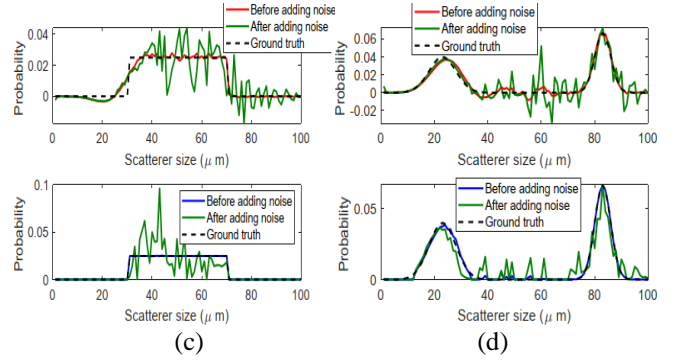 Before adding noise
After adding noise
Ground truth
0.04
0.02
0
Probability
0 20 40 60 80 100
Scatterer size (μ m)
Before adding noise
After adding noise
Ground truth
0.06
0.04
0.02
0
-0.02
Probability
0 20 40 60 80 100
Scatterer size (μ m)
0.1
0.05
0
Probability
Before adding noise
After adding noise
Ground truth
0 20 40 60 80 100
Scatterer size (μ m)
(c)
0.05
0
Probability
Before adding noise
After adding noise
Ground truth
0 20 40 60 80 100
Scatterer size (μ m)
(d)